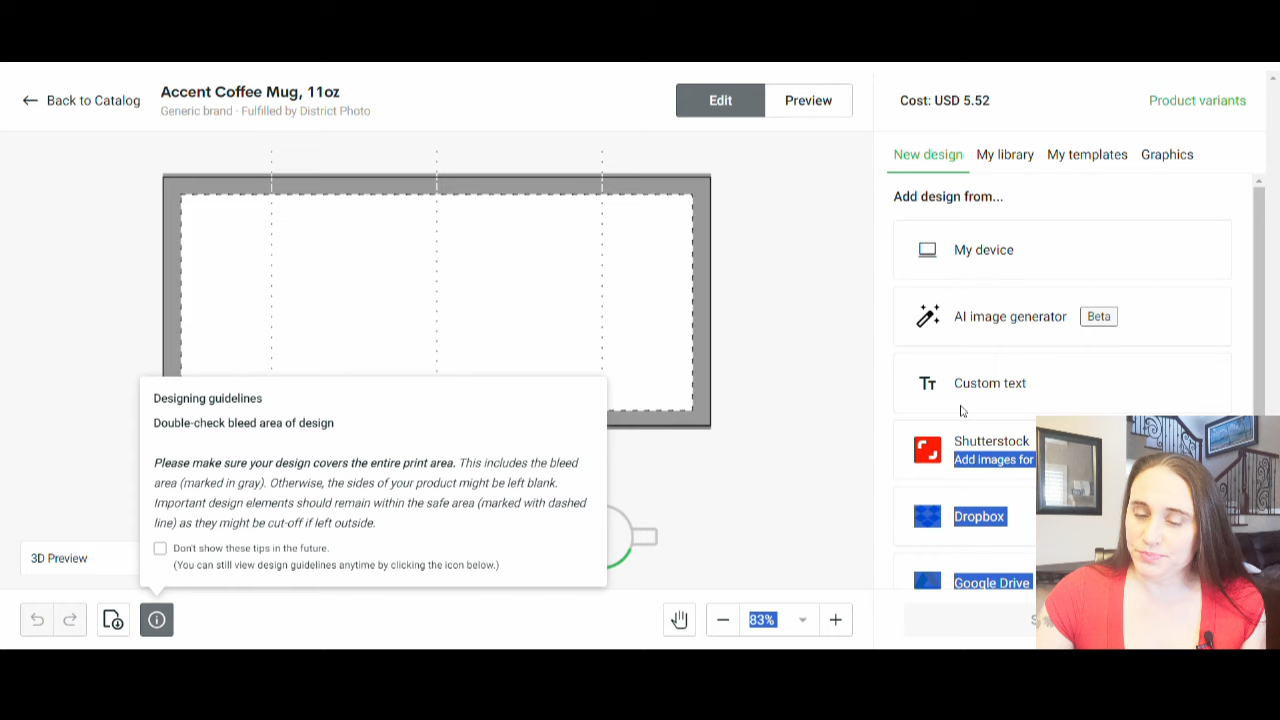 Back to Catalog
Accent Coffee Mug, 11oz
Generic brand · Fulfilled by District Photo
Edit
Preview
Cost: USD 5.52
Product variants
New design
My library
My templates
Graphics
Add design from...
My device
AI image generator
Beta
Custom text
Shutterstock
Add images for
Dropbox
Google Drive
Designing guidelines
Double-check bleed area of design
Please make sure your design covers the entire print area. This includes the bleed
area (marked in gray). Otherwise, the sides of your product might be left blank.
Important design elements should remain within the safe area (marked with dashed
line) as they might be cut-off if left outside.
Don't show these tips in the future.
(You can still view design guidelines anytime by clicking the icon below.)
3D Preview
83%